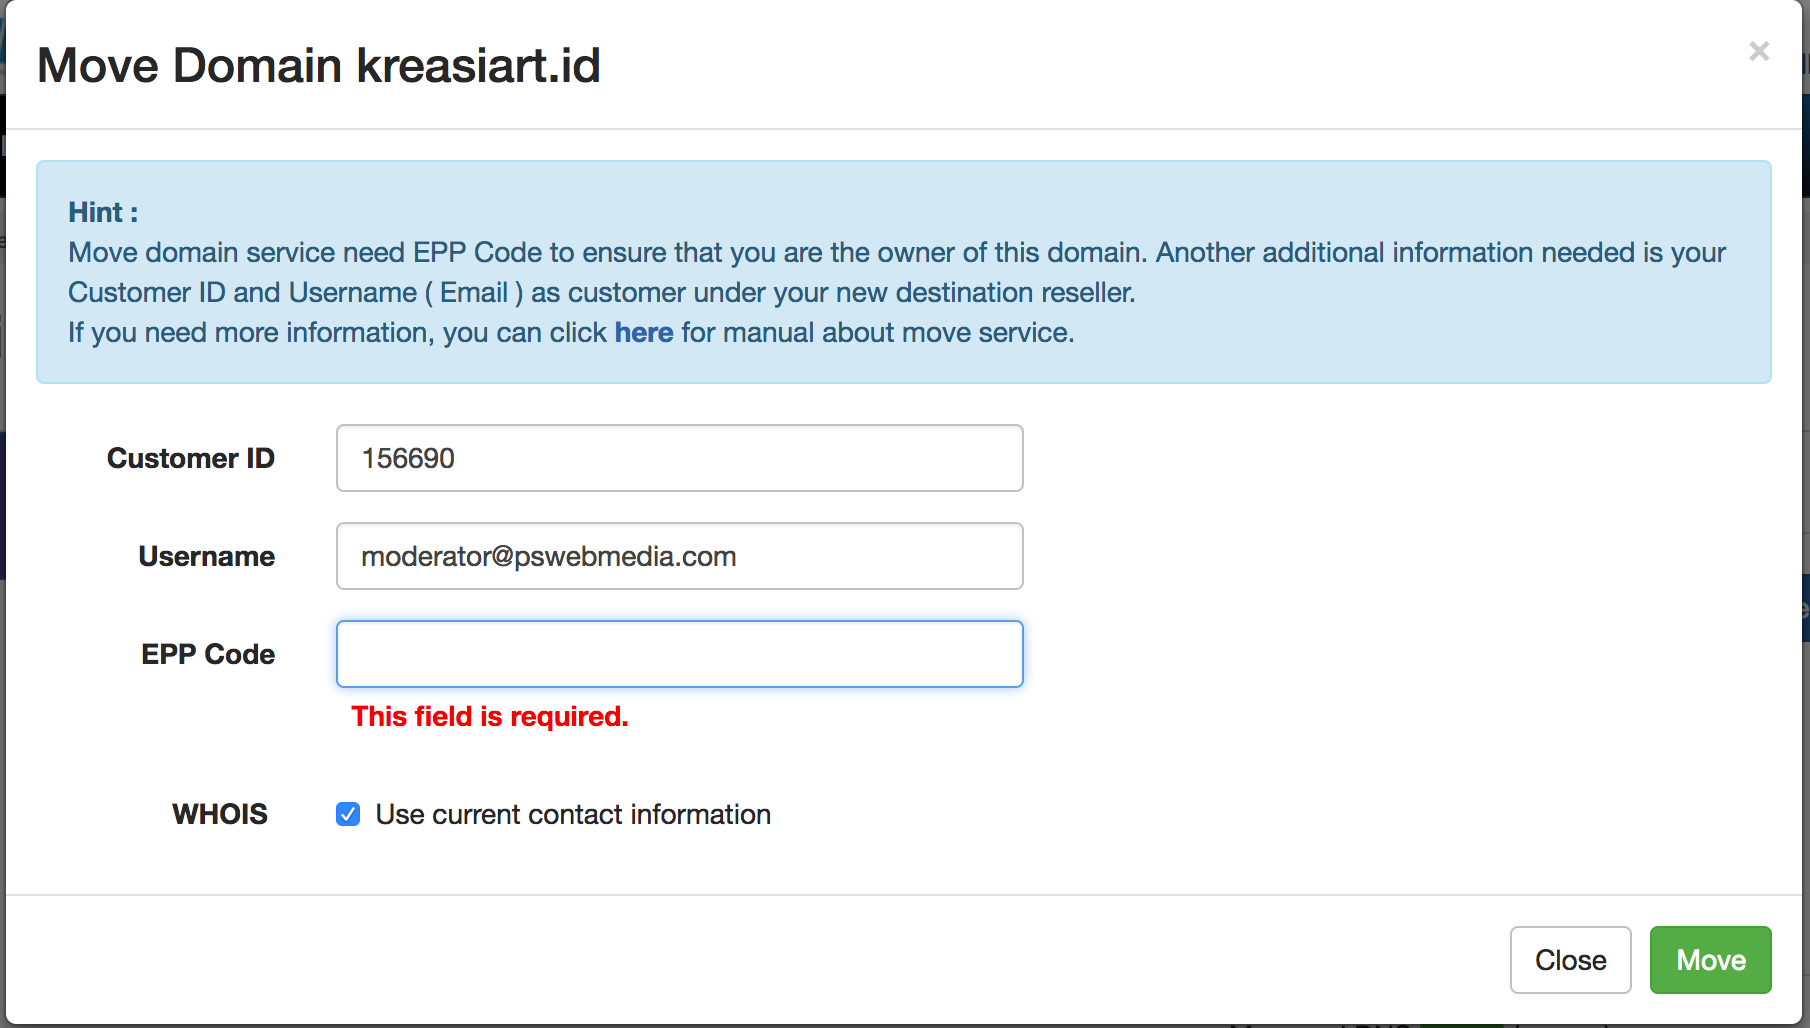 Move Domain kreasiart.id
×
Hint :
Move domain service need EPP Code to ensure that you are the owner of this domain. Another additional information needed is your
Customer ID and Username ( Email ) as customer under your new destination reseller.
If you need more information, you can click here for manual about move service.
Customer ID
156690
Username
moderator@pswebmedia.com
EPP Code
This field is required.
WHOIS
Use current contact information
Close
Move